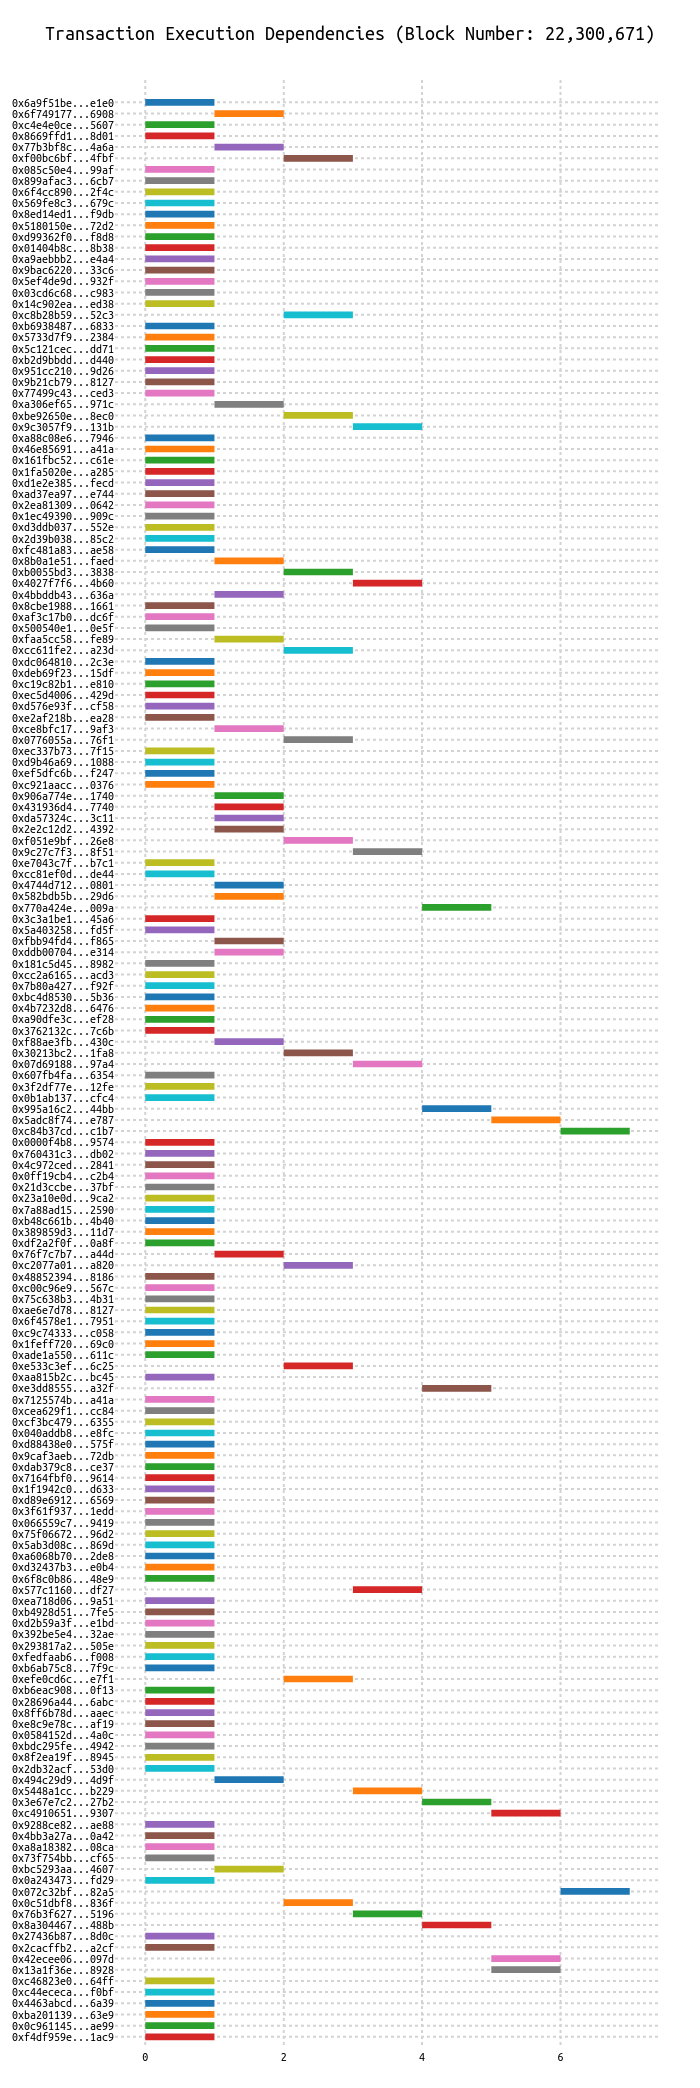 Transaction Execution Dependencies (Block Number: 22,300,671)
0x6a9f51be...e1e0
0x6f749177...6908
0xc4e4e0ce...5607
0x8669ffd1...8d01
0x77b3bf8c...4a6a
0xf00bc6bf...4fbf
0x085c50e4...99af
0x899afac3...6cb7
0x6f4cc890...2f4c
0x569fe8c3...679c
0x8ed14ed1...f9db
0x5180150e...72d2
0xd99362f0...f8d8
0x01404b8c...8b38
0xa9aebbb2...e4a4
0x9bac6220...33c6
0x5ef4de9d...932f
0x03cd6c68...c983
0x14c902ea...ed38
0xc8b28b59...52c3
0xb6938487...6833
0x5733d7f9...2384
0x5c121cec...dd71
0xb2d9bbdd...d440
0x951cc210...9d26
0x9b21cb79...8127
0x77499c43...ced3
0xa306ef65...971c
0xbe92650e...8ec0
0x9c3057f9...131b
0xa88c08e6...7946
0x46e85691...a41a
0x161fbc52...c61e
0x1fa5020e...a285
0xd1e2e385...fecd
0xad37ea97...e744
0x2ea81309...0642
0x1ec49390...909c
0xd3ddb037...552e
0x2d39b038...85c2
0xfc481a83...ae58
0x8b0a1e51...faed
0xb0055bd3...3838
0x4027f7f6...4b60
0x4bbddb43...636a
0x8cbe1988...1661
0xaf3c17b0...dc6f
0x500540e1...0e5f
0xfaa5cc58...fe89
0xcc611fe2...a23d
0xdc064810...2c3e
0xdeb69f23...15df
0xc19c82b1...e810
0xec5d4006...429d
0xd576e93f...cf58
0xe2af218b...ea28
0xce8bfc17...9af3
0x0776055a...76f1
0xec337b73...7f15
0xd9b46a69...1088
0xef5dfc6b...f247
0xc921aacc...0376
0x906a774e...1740
0x431936d4...7740
0xda57324c...3c11
0x2e2c12d2...4392
0xf051e9bf...26e8
0x9c27c7f3...8f51
0xe7043c7f...b7c1
0xcc81ef0d...de44
0x4744d712...0801
0x582bdb5b...29d6
0x770a424e...009a
0x3c3a1be1...45a6
0x5a403258...fd5f
0xfbb94fd4...f865
0xddb00704...e314
0x181c5d45...8982
0xcc2a6165...acd3
0x7b80a427...f92f
0xbc4d8530...5b36
0x4b7232d8...6476
0xa90dfe3c...ef28
0x3762132c...7c6b
0xf88ae3fb...430c
0x30213bc2...1fa8
0x07d69188...97a4
0x607fb4fa...6354
0x3f2df77e...12fe
0x0b1ab137...cfc4
0x995a16c2...44bb
0x5adc8f74...e787
0xc84b37cd...c1b7
0x0000f4b8...9574
0x760431c3...db02
0x4c972ced...2841
0x0ff19cb4...c2b4
0x21d3ccbe...37bf
0x23a10e0d...9ca2
0x7a88ad15...2590
0xb48c661b...4b40
0x389859d3...11d7
0xdf2a2f0f...0a8f
0x76f7c7b7...a44d
0xc2077a01...a820
0x48852394...8186
0xc00c96e9...567c
0x75c638b3...4b31
0xae6e7d78...8127
0x6f4578e1...7951
0xc9c74333...c058
0x1feff720...69c0
0xade1a550...611c
0xe533c3ef...6c25
0xaa815b2c...bc45
0xe3dd8555...a32f
0x7125574b...a41a
0xcea629f1...cc84
0xcf3bc479...6355
0x040addb8...e8fc
0xd88438e0...575f
0x9caf3aeb...72db
0xdab379c8...ce37
0x7164fbf0...9614
0x1f1942c0...d633
0xd89e6912...6569
0x3f61f937...1edd
0x066559c7...9419
0x75f06672...96d2
0x5ab3d08c...869d
0xa6068b70...2de8
0xd32437b3...e0b4
0x6f8c0b86...48e9
0x577c1160...df27
0xea718d06...9a51
0xb4928d51...7fe5
0xd2b59a3f...e1bd
0x392be5e4...32ae
0x293817a2...505e
0xfedfaab6...f008
0xb6ab75c8...7f9c
0xefe0cd6c...e7f1
0xb6eac908...0f13
0x28696a44...6abc
0x8ff6b78d...aaec
0xe8c9e78c...af19
0x0584152d...4a0c
0xbdc295fe...4942
0x8f2ea19f...8945
0x2db32acf...53d0
0x494c29d9...4d9f
0x5448a1cc...b229
0x3e67e7c2...27b2
0xc4910651...9307
0x9288ce82...ae88
0x4bb3a27a...0a42
0xa8a18382...08ca
0x73f754bb...cf65
0xbc5293aa...4607
0x0a243473...fd29
0x072c32bf...82a5
0x0c51dbf8...836f
0x76b3f627...5196
0x8a304467...488b
0x27436b87...8d0c
0x2cacffb2...a2cf
0x42ecee06...097d
0x13a1f36e...8928
0xc46823e0...64ff
0xc44ececa...f0bf
0x4463abcd...6a39
0xba201139...63e9
0x0c961145...ae99
0xf4df959e...1ac9
0 2 4 6